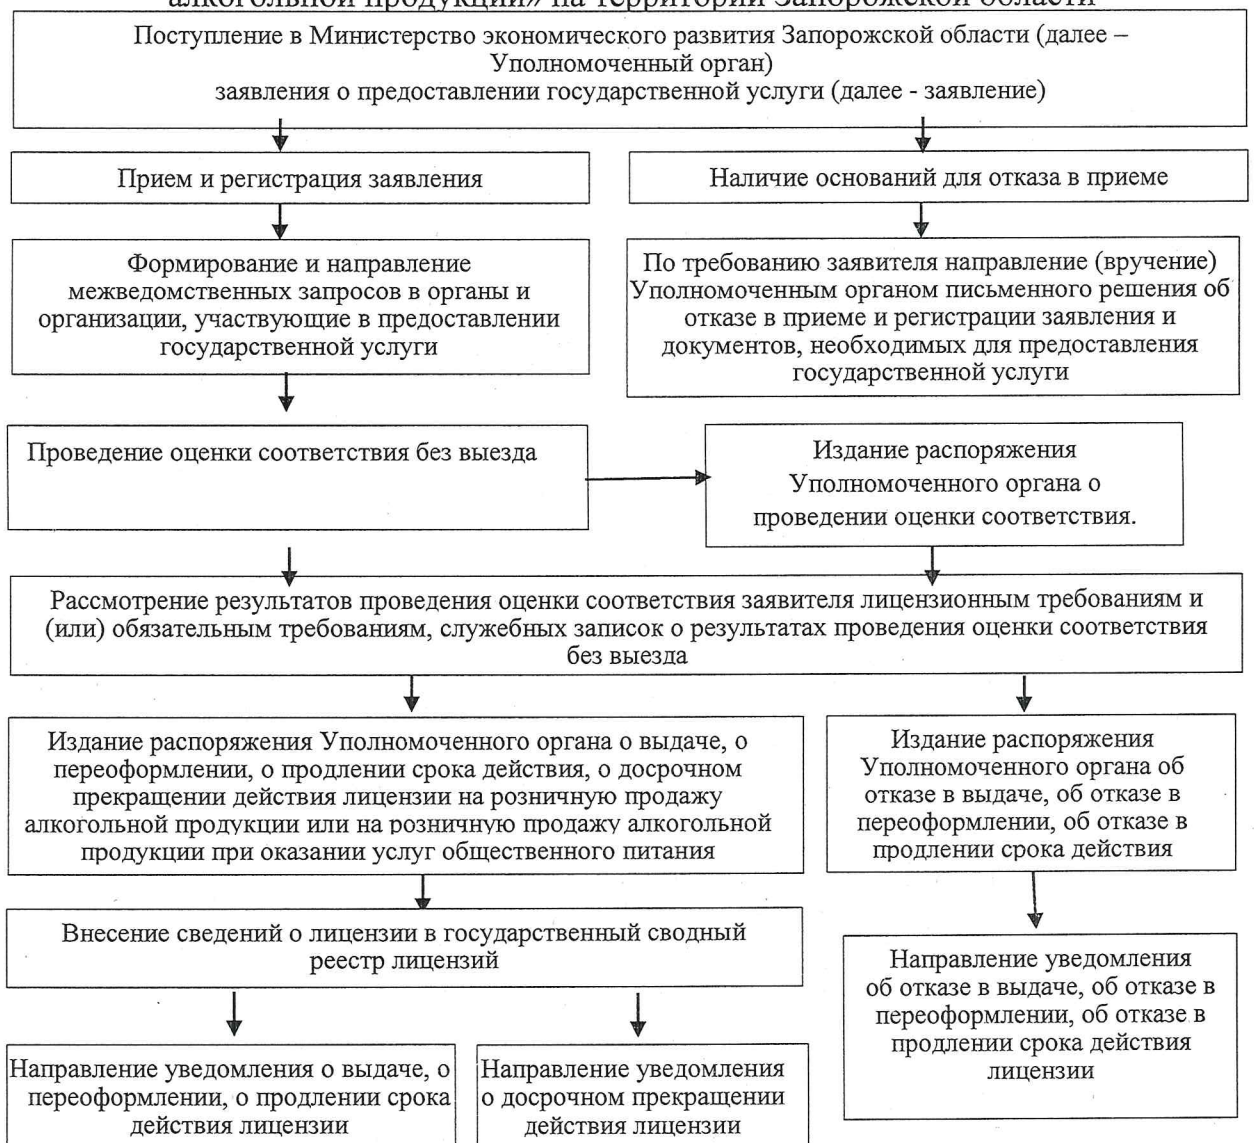 алкогольной продукции» на территории Запорожской области
Поступление в Министерство экономического развития Запорожской области (далее –
Уполномоченный орган)
заявления о предоставлении государственной услуги (далее - заявление)
Прием и регистрация заявления
Наличие оснований для отказа в приеме
Формирование и направление
межведомственных запросов в органы и
организации, участвующие в предоставлении
государственной услуги
По требованию заявителя направление (вручение)
Уполномоченным органом письменного решения об
отказе в приеме и регистрации заявления и
документов, необходимых для предоставления
государственной услуги
Проведение оценки соответствия без выезда
Издание распоряжения
Уполномоченного органа о
проведении оценки соответствия.
Рассмотрение результатов проведения оценки соответствия заявителя лицензионным требованиям и
(или) обязательным требованиям, служебных записок о результатах проведения оценки соответствия
без выезда
Издание распоряжения Уполномоченного органа о выдаче, о
переоформлении, о продлении срока действия, о досрочном
прекращении действия лицензии на розничную продажу
алкогольной продукции или на розничную продажу алкогольной
продукции при оказании услуг общественного питания
Издание распоряжения
Уполномоченного органа об
отказе в выдаче, об отказе в
переоформлении, об отказе в
продлении срока действия
Внесение сведений о лицензии в государственный сводный
реестр лицензий
Направление уведомления
об отказе в выдаче, об отказе в
переоформлении, об отказе в
продлении срока действия
лицензии
Направление уведомления о выдаче, о
переоформлении, о продлении срока
действия лицензии
Направление уведомления
о досрочном прекращении
действия лицензии